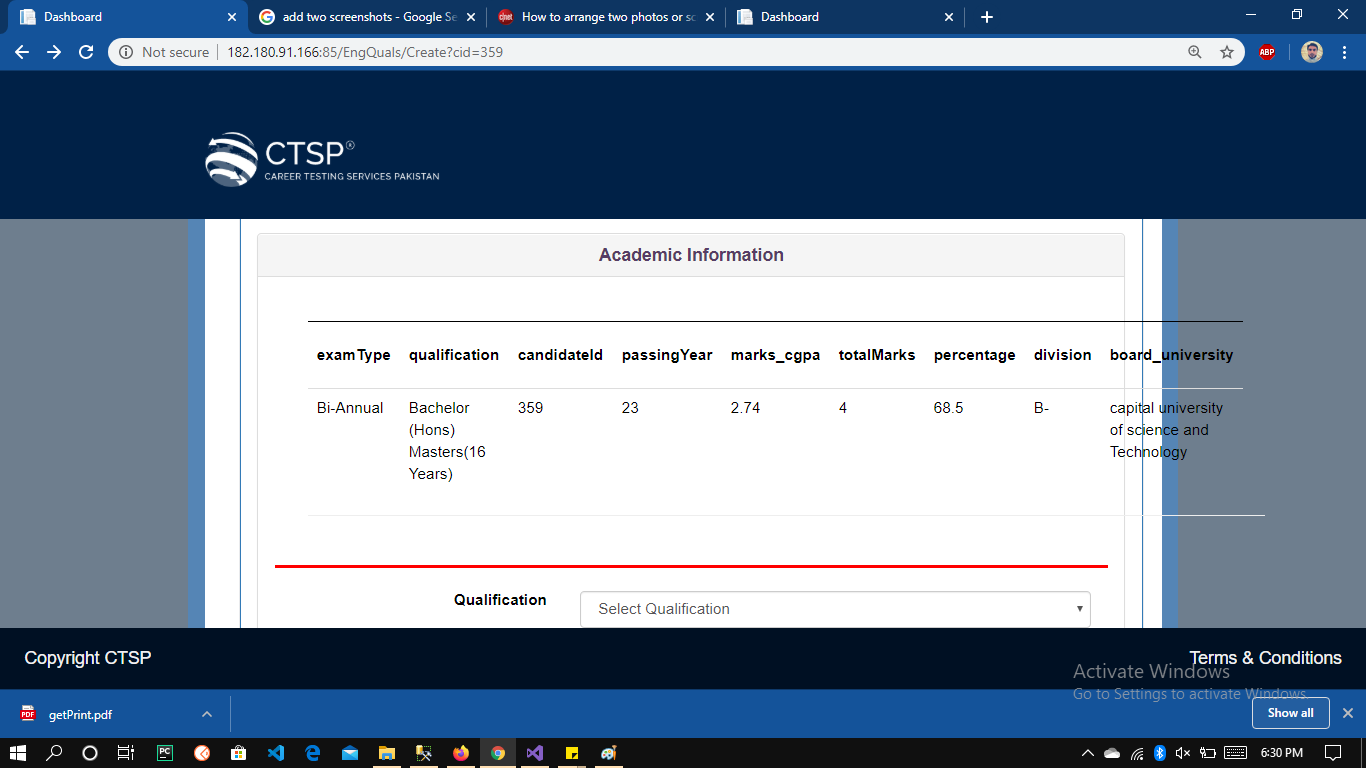 Dashboard
add two screenshots - Google Se
How to arrange two photos or sc
Dashboard
Not secure
182.180.91.166:85/EngQuals/Create?cid=359
ABP
CTSP®
CAREER TESTING SERVICES PAKISTAN
Academic Information
examType qualification candidateId passingYear marks_cgpa totalMarks percentage division board_university
Bi-Annual Bachelor 359 23 2.74 4 68.5 B- capital university
(Hons) of science and
Masters(16 Technology
Years)
Qualification Select Qualification
Copyright CTSP
Terms & Conditions
Activate Windows
Go to Settings to activate Windows.
PDF getPrint.pdf
Show all
PC
6:30 PM